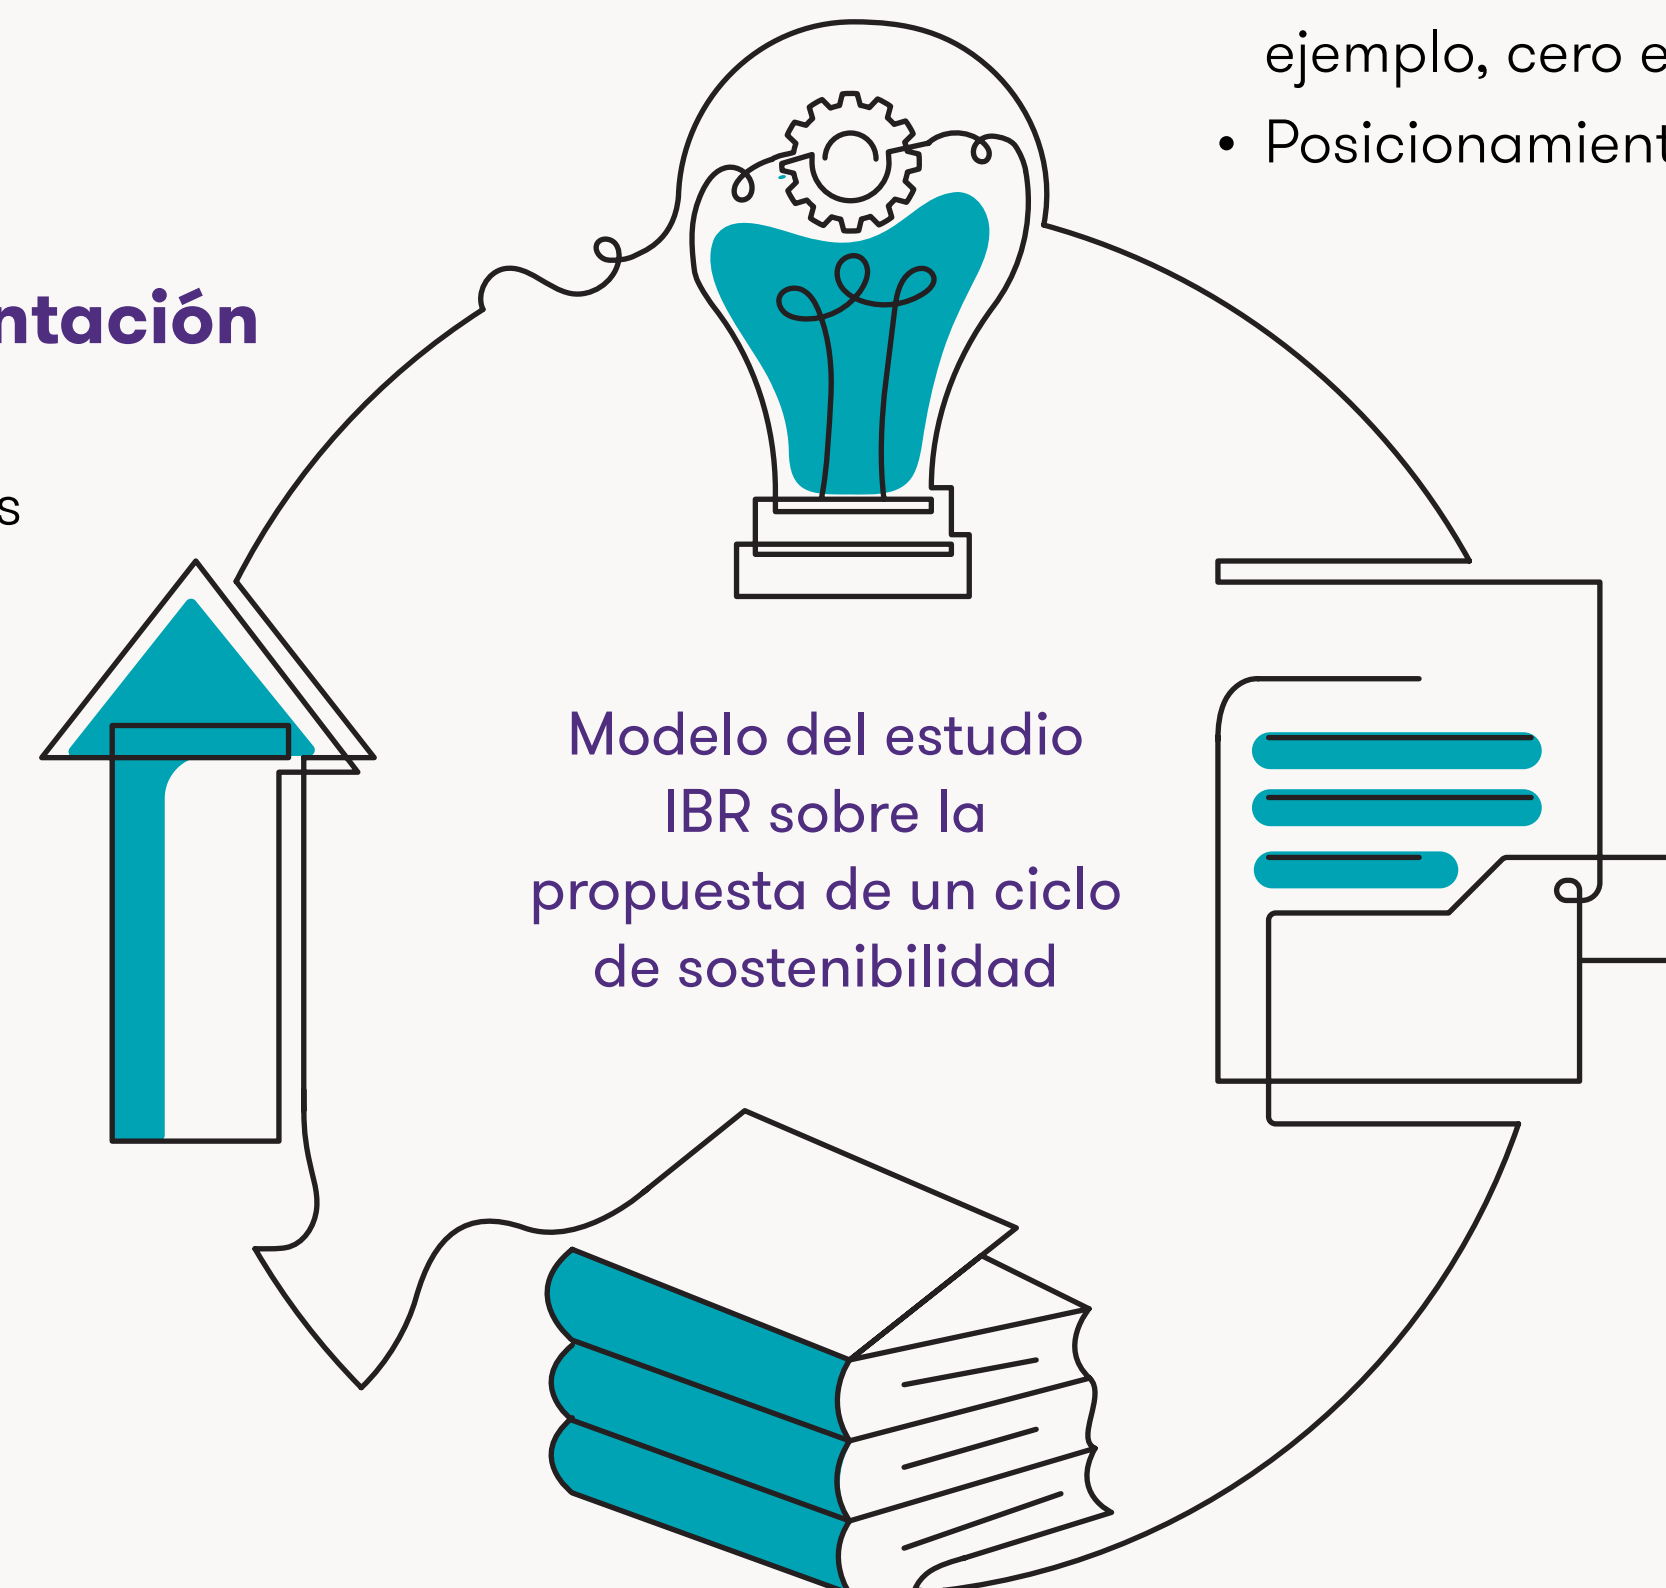 ejemplo, cero e
• Posicionamient
ntación
s
Modelo del estudio
IBR sobre la
propuesta de un ciclo
de sostenibilidad